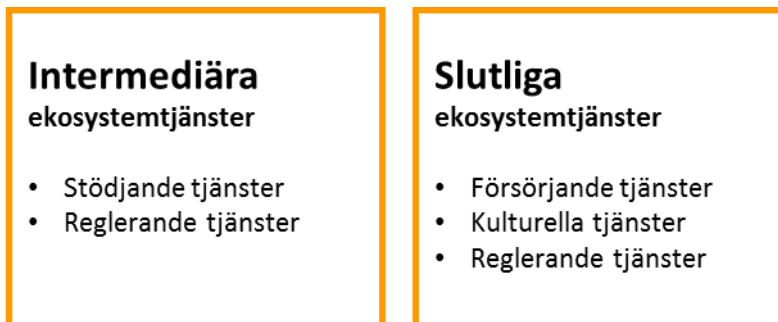 Intermediära
ekosystemtjänster
• Stödjande tjänster
• Reglerande tjänster
Slutliga
ekosystemtjänster
• Försörjande tjänster
• Kulturella tjänster
• Reglerande tjänster